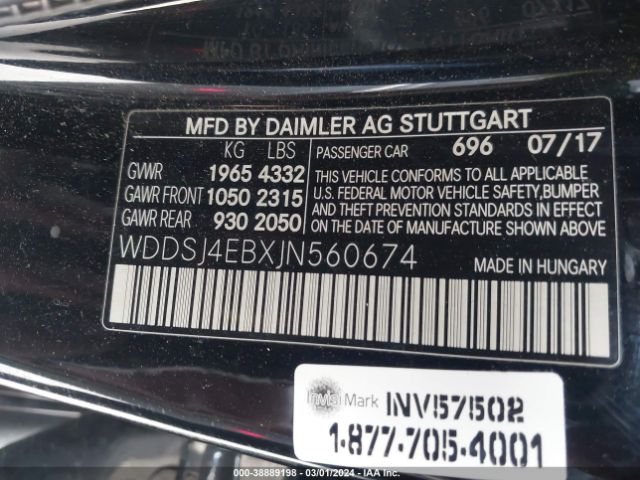 MFD BY DAIMLER AG STUTTGART
KG LBS
GVWR 1965 4332
GAWR FRONT 1050 2315
GAWR REAR 930 2050
PASSENGER CAR 696 07/17
THIS VEHICLE CONFORMS TO ALL APPLICABLE
U.S. FEDERAL MOTOR VEHICLE SAFETY, BUMPER
AND THEFT PREVENTION STANDARDS IN EFFECT
ON THE DATE OF MANUFACTURE SHOWN ABOVE
WDDSJ4EBXJN560674
MADE IN HUNGARY
InvisiMark INV57502
1-877-705-4001
000-38889198 - 03/01/2024 - IAA Inc.